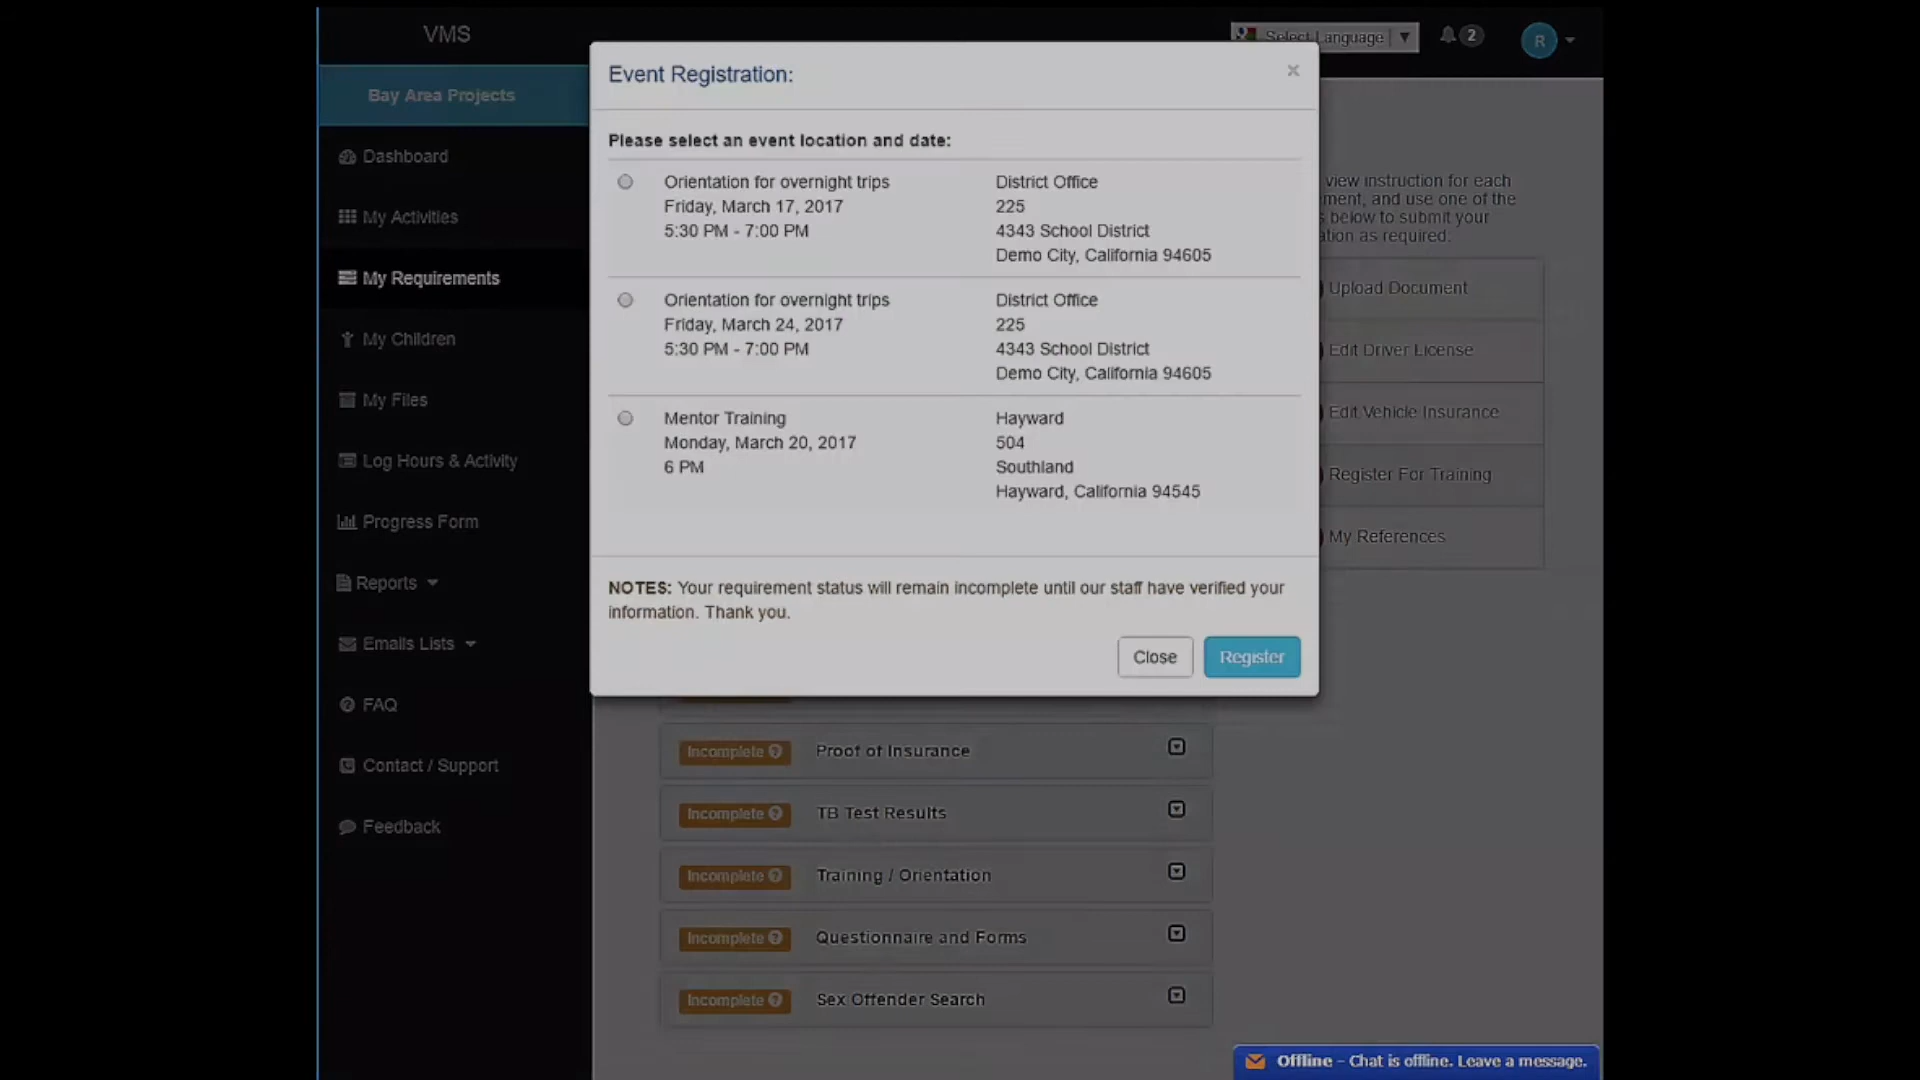 VMS
Select Language ▼
2
R
Bay Area Projects
Dashboard
My Activities
My Requirements
My Children
My Files
Log Hours & Activity
Progress Form
Reports
Emails Lists
FAQ
Contact / Support
Feedback
Event Registration:
×
Please select an event location and date:
Orientation for overnight trips
Friday, March 17, 2017
5:30 PM - 7:00 PM
District Office
225
4343 School District
Demo City, California 94605
Orientation for overnight trips
Friday, March 24, 2017
5:30 PM - 7:00 PM
District Office
225
4343 School District
Demo City, California 94605
Mentor Training
Monday, March 20, 2017
6 PM
Hayward
504
Southland
Hayward, California 94545
NOTES: Your requirement status will remain incomplete until our staff have verified your
information. Thank you.
Close
Register
view instruction for each
and use one of the
below to submit your
as required.
Upload Document
Edit Driver License
Edit Vehicle Insurance
Register For Training
My References
Incomplete ? Proof of Insurance
Incomplete ? TB Test Results
Incomplete ? Training / Orientation
Incomplete ? Questionnaire and Forms
Incomplete ? Sex Offender Search
Offline – Chat is offline. Leave a message.